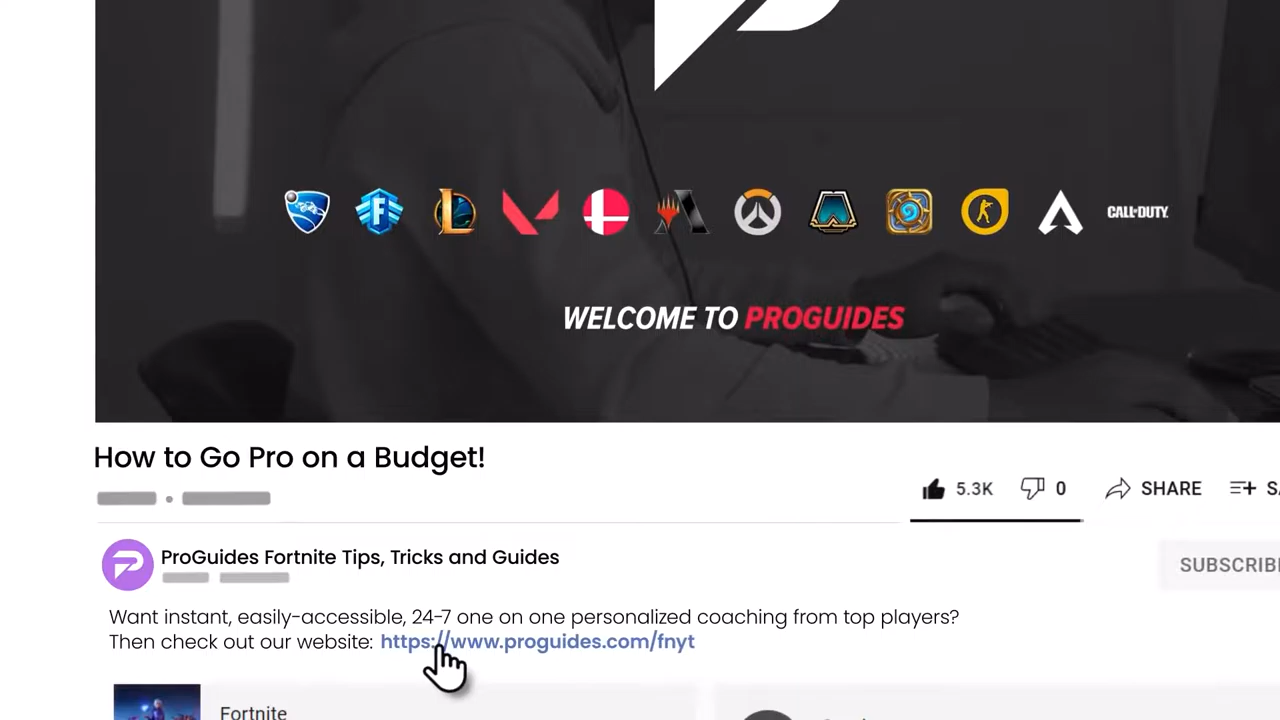 CALL·DUTY.
WELCOME TO PROGUIDES
How to Go Pro on a Budget!
5.3K
0
SHARE
ProGuides Fortnite Tips, Tricks and Guides
Want instant, easily-accessible, 24-7 one on one personalized coaching from top players?
Then check out our website: https://www.proguides.com/fnyt
Fortnite